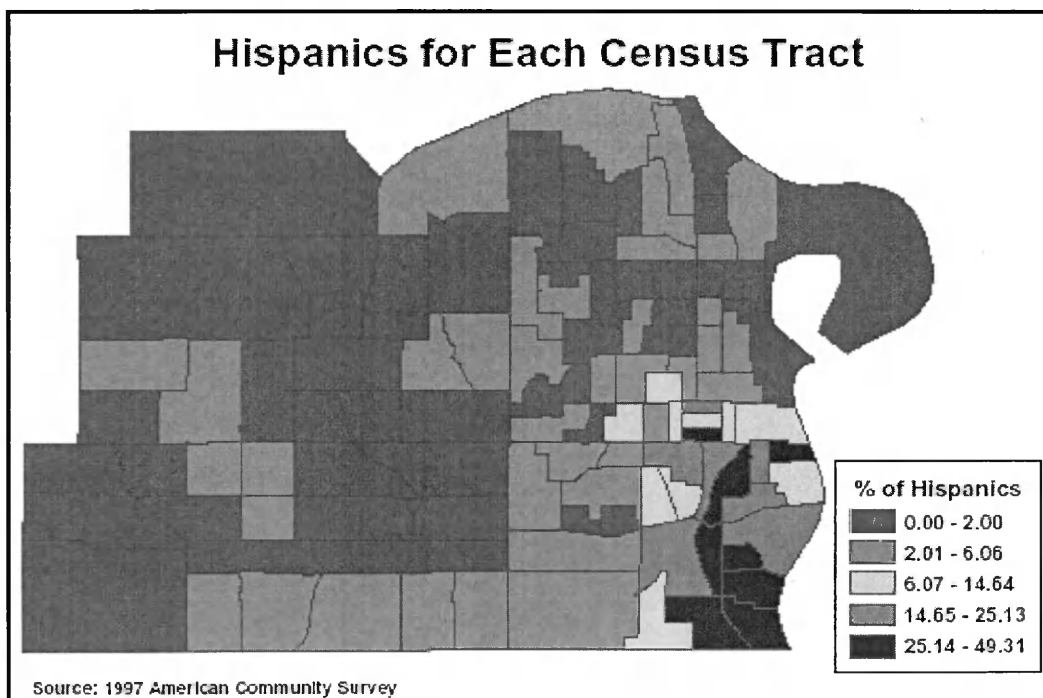 Hispanics for Each Census Tract
% of Hispanics
0.00 - 2.00
2.01 - 6.06
6.07 - 14.64
14.65 - 25.13
25.14 - 49.31
Source: 1997 American Community Survey